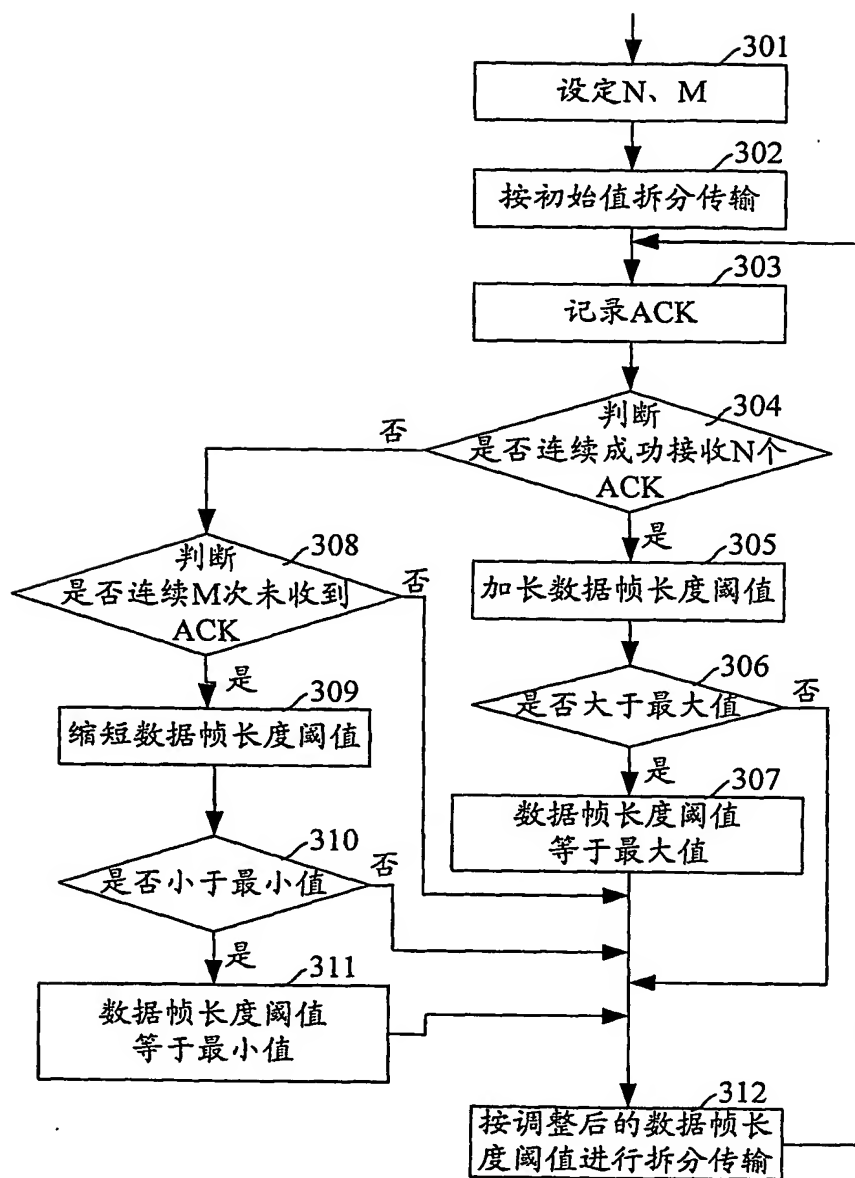 301
设定N、M
302
按初始值拆分传输
303
记录ACK
304
判断
是否连续成功接收N个
ACK
否
是
308
判断
是否连续M次未收到
ACK
否
是
305
加长数据帧长度阈值
306
是否大于最大值
否
是
309
缩短数据帧长度阈值
307
数据帧长度阈值
等于最大值
310
是否小于最小值
否
是
311
数据帧长度阈值
等于最小值
312
按调整后的数据帧长
度阈值进行拆分传输